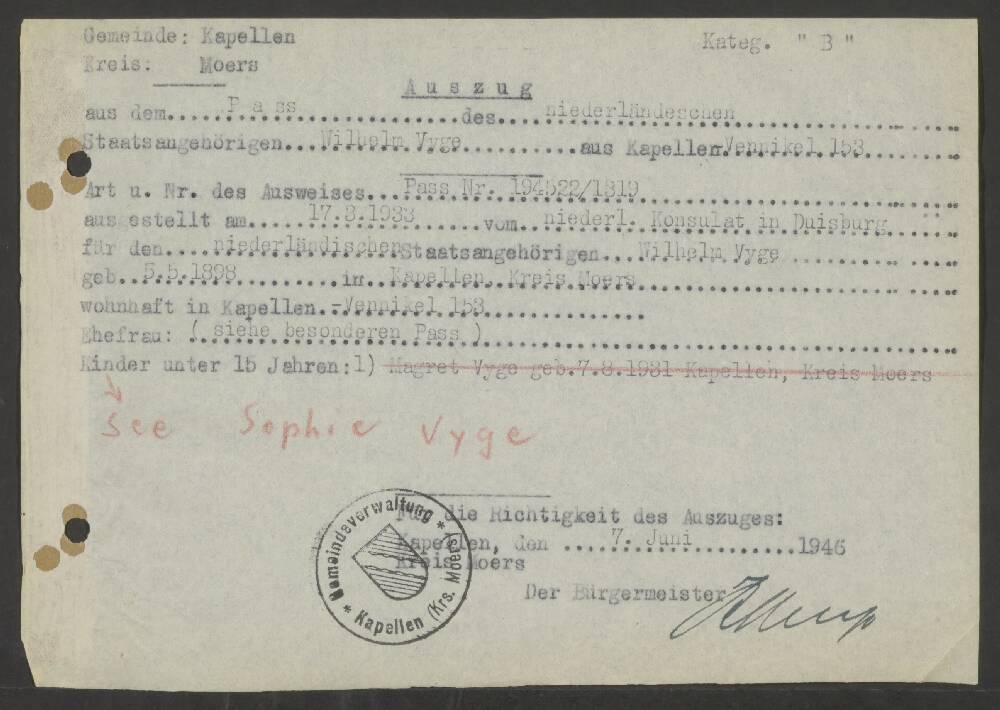 Gemeinde: Kapellen
Kateg. "B"
Kreis: Moers
Auszug
aus dem....Pass....des....niederländeschen....
Staatsangehörigen...Wilhelm Vyge....aus Kapellen-Vennikel 153....
Art u. Nr. des Ausweises...Pass Nr. 194522/1319....
ausgestellt am....17.3.1933....vom...niederl. Konsulat in Duisburg....
für den....niederländischen Staatsangehörigen...Wilhelm Vyge....
geb...5.5.1898....in...Kapellen, Kreis Moers....
wohnhaft in Kapellen.-Vennikel 153....
Ehefrau: ( siehe besonderen Pass )....
Kinder unter 15 Jahren:1) Magret Vyge geb.7.8.1931 Kapellen, Kreis Moers
See Sophie Vyge
Für die Richtigkeit des Auszuges:
Kapellen, den .....7. Juni.....1946
Kreis Moers
Der Bürgermeister
Gemeindeverwaltung * Kapellen (Krs. Moers) *